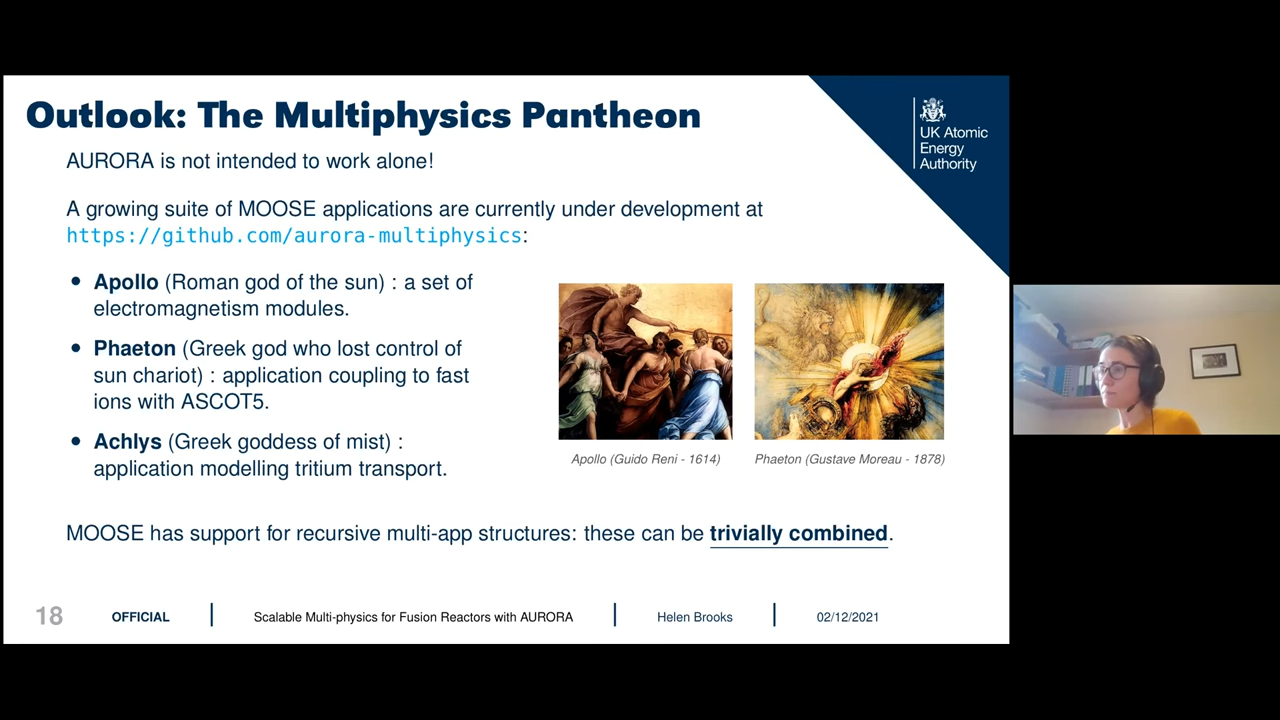 Outlook: The Multiphysics Pantheon
UK Atomic
Energy
Authority
AURORA is not intended to work alone!
A growing suite of MOOSE applications are currently under development at
https://github.com/aurora-multiphysics:
• Apollo (Roman god of the sun) : a set of
electromagnetism modules.
• Phaeton (Greek god who lost control of
sun chariot) : application coupling to fast
ions with ASCOT5.
• Achlys (Greek goddess of mist) :
application modelling tritium transport.
Apollo (Guido Reni - 1614)
Phaeton (Gustave Moreau - 1878)
MOOSE has support for recursive multi-app structures: these can be trivially combined.
18
OFFICIAL
Scalable Multi-physics for Fusion Reactors with AURORA
Helen Brooks
02/12/2021